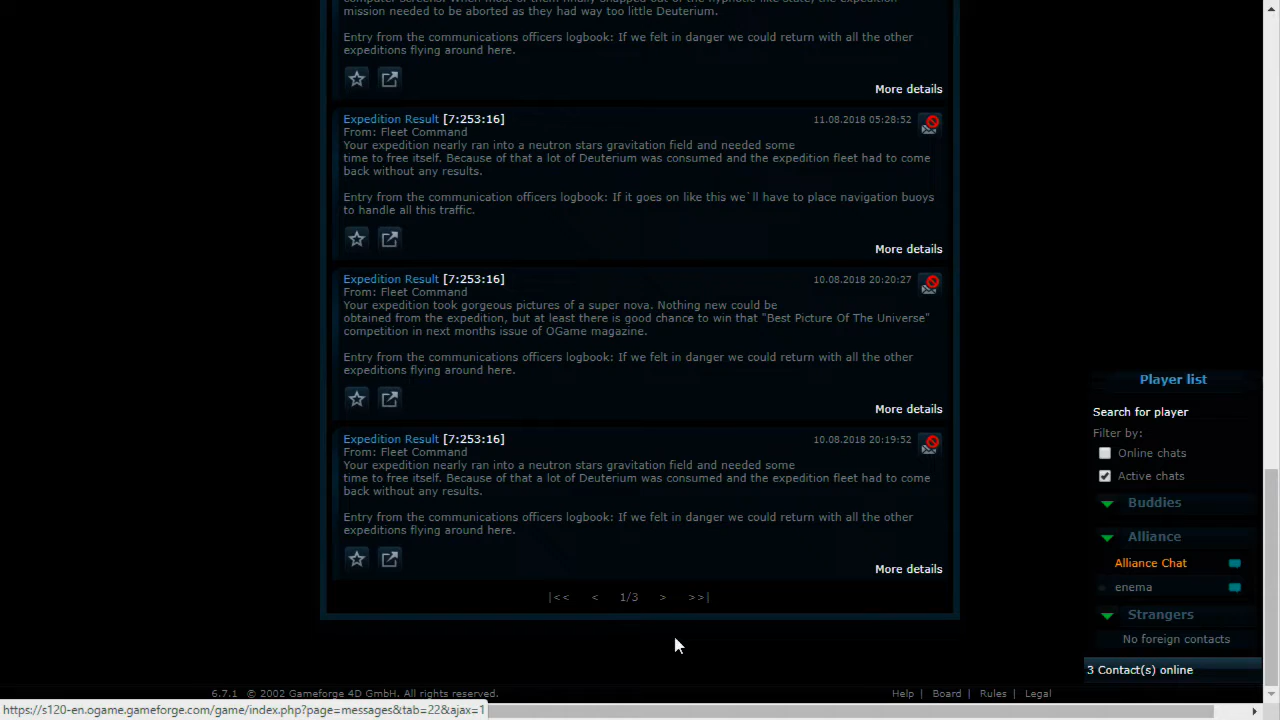 mission needed to be aborted as they had way too little Deuterium.
Entry from the communications officers logbook: If we felt in danger we could return with all the other
expeditions flying around here.
More details
Expedition Result [7:253:16] 11.08.2018 05:28:52
From: Fleet Command
Your expedition nearly ran into a neutron stars gravitation field and needed some
time to free itself. Because of that a lot of Deuterium was consumed and the expedition fleet had to come
back without any results.
Entry from the communication officers logbook: If it goes on like this we`ll have to place navigation buoys
to handle all this traffic.
More details
Expedition Result [7:253:16] 10.08.2018 20:20:27
From: Fleet Command
Your expedition took gorgeous pictures of a super nova. Nothing new could be
obtained from the expedition, but at least there is good chance to win that "Best Picture Of The Universe"
competition in next months issue of OGame magazine.
Entry from the communications officers logbook: If we felt in danger we could return with all the other
expeditions flying around here.
More details
Expedition Result [7:253:16] 10.08.2018 20:19:52
From: Fleet Command
Your expedition nearly ran into a neutron stars gravitation field and needed some
time to free itself. Because of that a lot of Deuterium was consumed and the expedition fleet had to come
back without any results.
Entry from the communications officers logbook: If we felt in danger we could return with all the other
expeditions flying around here.
More details
|<< < 1/3 > >>|
Player list
Search for player
Filter by:
Online chats
Active chats
Buddies
Alliance
Alliance Chat
enema
Strangers
No foreign contacts
3 Contact(s) online
6.7.1 © 2002 Gameforge 4D GmbH. All rights reserved.
Help | Board | Rules | Legal
https://s120-en.ogame.gameforge.com/game/index.php?page=messages&tab=22&ajax=1